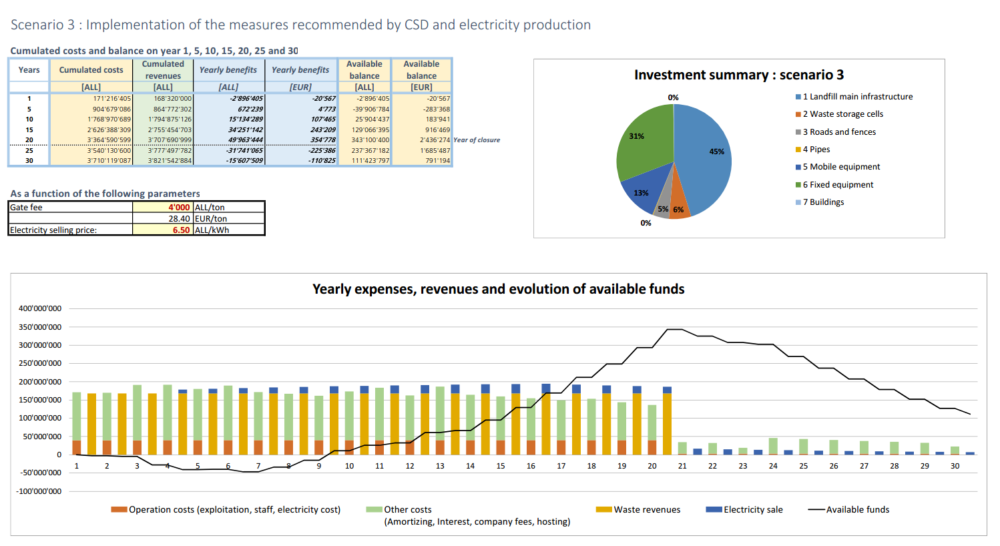 Scenario 3 : Implementation of the measures recommended by CSD and electricity production
Cumulated costs and balance on year 1, 5, 10, 15, 20, 25 and 30
Years Cumulated costs Cumulated revenues Yearly benefits Yearly benefits Available balance Available balance
[ALL] [ALL] [ALL] [EUR] [ALL] [EUR]
1 171'216'405 168'320'000 -2'896'405 -20'567 -2'896'405 -20'567
5 904'679'086 864'772'302 672'239 4'773 -39'906'784 -283'368
10 1'768'970'689 1'794'875'126 15'134'289 107'465 25'904'437 183'941
15 2'626'388'309 2'755'454'703 34'251'142 243'209 129'066'395 916'469
20 3'364'590'599 3'707'690'999 49'963'444 354'778 343'100'400 2'436'274 Year of closure
25 3'540'130'600 3'777'497'782 -31'741'065 -225'386 237'367'182 1'685'487
30 3'710'119'087 3'821'542'884 -15'607'509 -110'825 111'423'797 791'194
As a function of the following parameters
Gate fee 4'000 ALL/ton
28.40 EUR/ton
Electricity selling price: 6.50 ALL/kWh
Investment summary : scenario 3
0%
45%
6%
5%
0%
13%
31%
1 Landfill main infrastructure
2 Waste storage cells
3 Roads and fences
4 Pipes
5 Mobile equipment
6 Fixed equipment
7 Buildings
Yearly expenses, revenues and evolution of available funds
400'000'000
350'000'000
300'000'000
250'000'000
200'000'000
150'000'000
100'000'000
50'000'000
0
-50'000'000
-100'000'000
1 2 3 4 5 6 7 8 9 10 11 12 13 14 15 16 17 18 19 20 21 22 23 24 25 26 27 28 29 30
Operation costs (exploitation, staff, electricity cost)
Other costs
(Amortizing, Interest, company fees, hosting)
Waste revenues
Electricity sale
Available funds